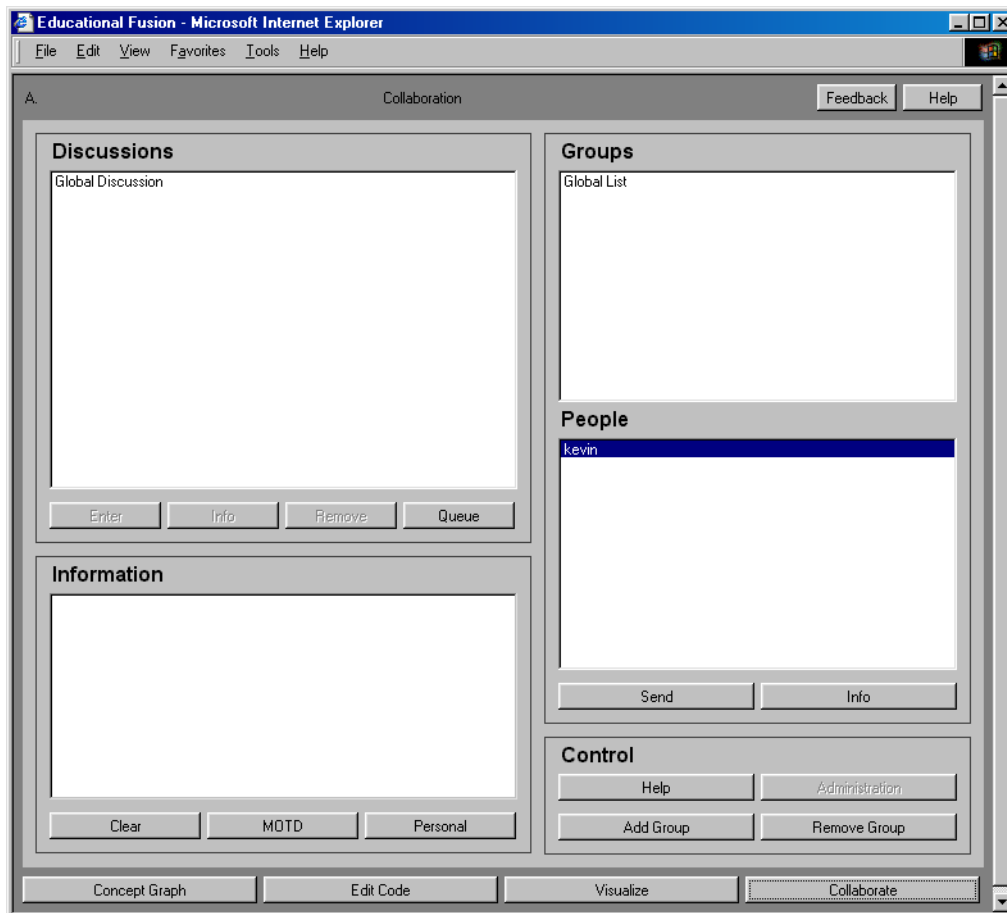 Educational Fusion - Microsoft Internet Explorer
File Edit View Favorites Tools Help
A. Collaboration Feedback Help
Discussions
Global Discussion
Enter Info Remove Queue
Information
Clear MOTD Personal
Groups
Global List
People
kevin
Send Info
Control
Help Administration
Add Group Remove Group
Concept Graph Edit Code Visualize Collaborate